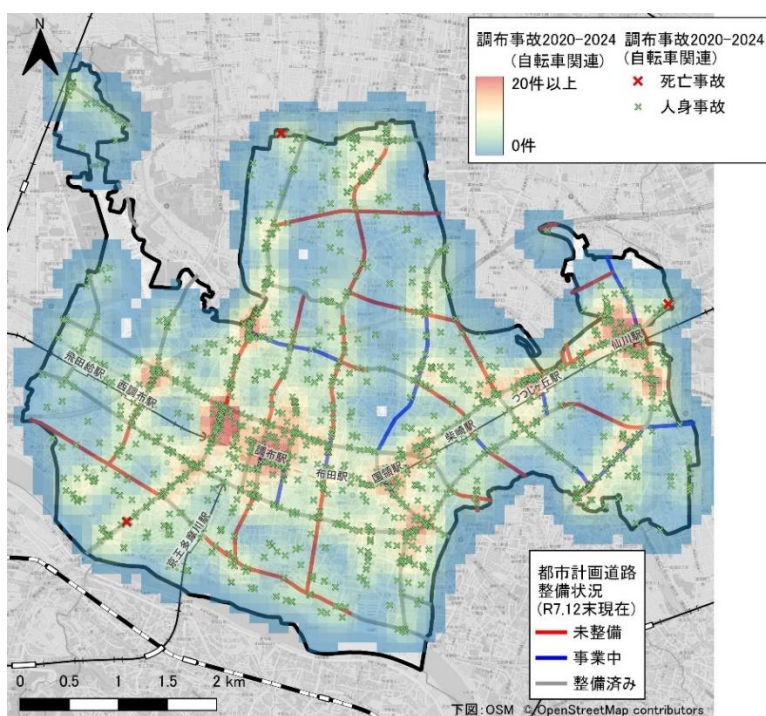 N
調布事故2020-2024
(自転車関連)
20件以上
0件
調布事故2020-2024
(自転車関連)
死亡事故
人身事故
飛田給駅
西調布駅
調布駅
布田駅
国領駅
柴崎駅
つつじヶ丘駅
仙川駅
京王多摩川駅
都市計画道路
整備状況
(R7.12末現在)
未整備
事業中
整備済み
0 0.5 1 1.5 2 km
下図:OSM © OpenStreetMap contributors